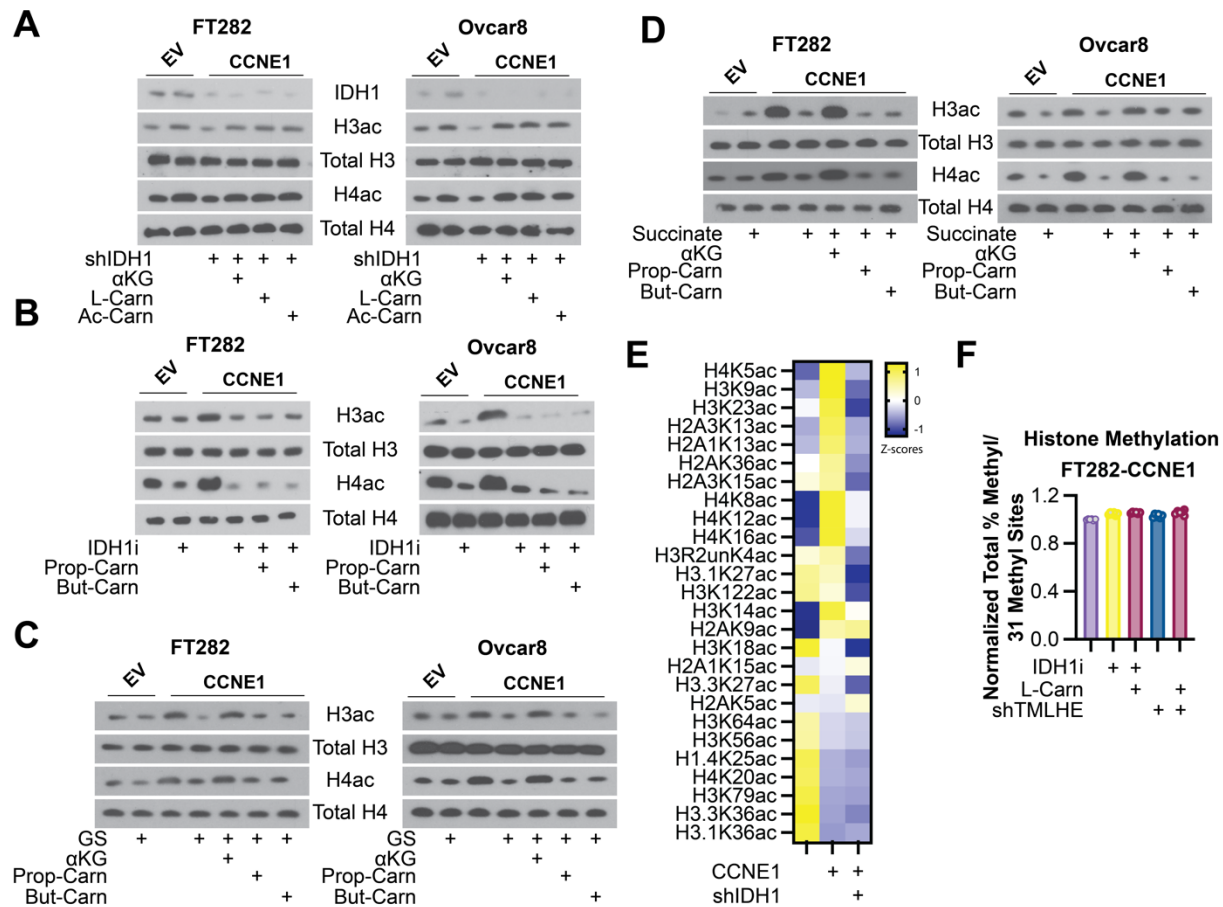 A
FT282
Ovcar8
EV
CCNE1
EV
CCNE1
IDH1
H3ac
Total H3
H4ac
Total H4
shIDH1 + + + +
αKG +
L-Carn +
Ac-Carn +
shIDH1 + + + +
αKG +
L-Carn +
Ac-Carn +
B
FT282
Ovcar8
EV
CCNE1
EV
CCNE1
H3ac
Total H3
H4ac
Total H4
IDH1i + + + +
Prop-Carn +
But-Carn +
IDH1i + + + +
Prop-Carn +
But-Carn +
C
FT282
Ovcar8
EV
CCNE1
EV
CCNE1
H3ac
Total H3
H4ac
Total H4
GS + + + + +
αKG +
Prop-Carn +
But-Carn +
GS + + + + +
αKG +
Prop-Carn +
But-Carn +
D
FT282
Ovcar8
EV
CCNE1
EV
CCNE1
H3ac
Total H3
H4ac
Total H4
Succinate + + + + +
αKG +
Prop-Carn +
But-Carn +
Succinate + + + + +
αKG +
Prop-Carn +
But-Carn +
E
H4K5ac
H3K9ac
H3K23ac
H2A3K13ac
H2A1K13ac
H2AK36ac
H2A3K15ac
H4K8ac
H4K12ac
H4K16ac
H3R2unK4ac
H3.1K27ac
H3K122ac
H3K14ac
H2AK9ac
H3K18ac
H2A1K15ac
H3.3K27ac
H2AK5ac
H3K64ac
H3K56ac
H1.4K25ac
H4K20ac
H3K79ac
H3.3K36ac
H3.1K36ac
1
0
-1
Z-scores
CCNE1 + +
shIDH1 +
F
Histone Methylation
FT282-CCNE1
Normalized Total % Methyl/
31 Methyl Sites
1.2
0.6
0.0
IDH1i + +
L-Carn + +
shTMLHE + +